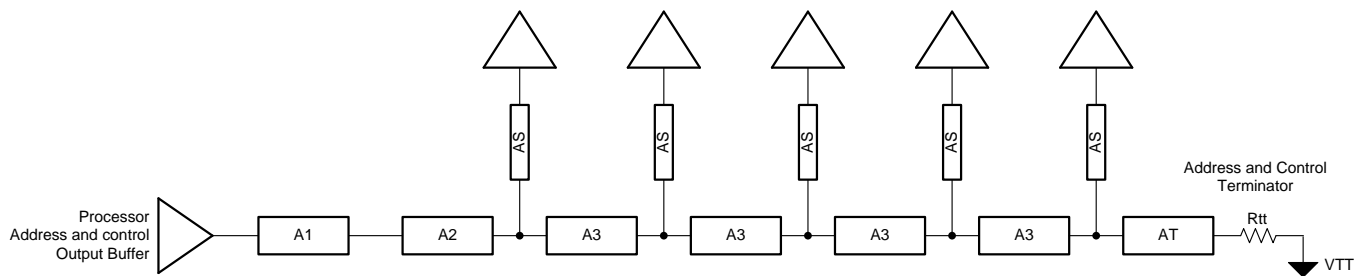 AS
AS
AS
AS
AS
Address and Control
Terminator
Processor
Address and control
Output Buffer
A1
A2
A3
A3
A3
A3
AT
Rtt
VTT